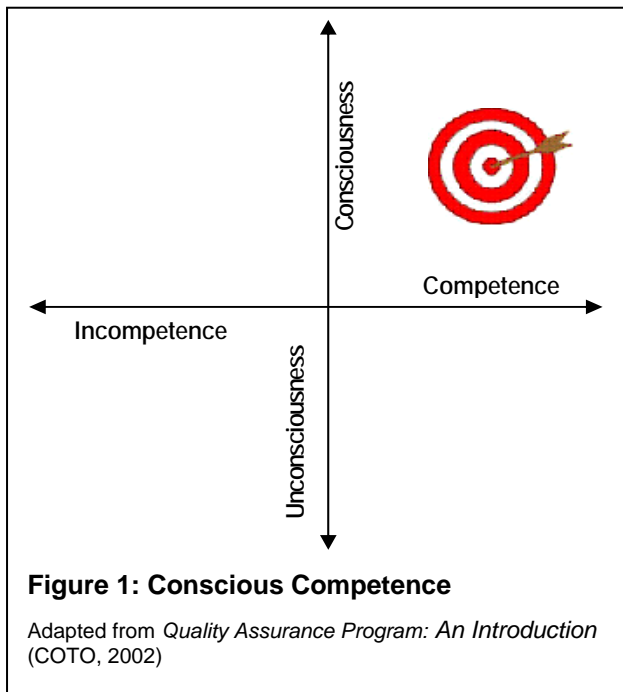 Consciousness
Competence
Incompetence
Unconsciousness
Figure 1: Conscious Competence
Adapted from Quality Assurance Program: An Introduction
(COTO, 2002)